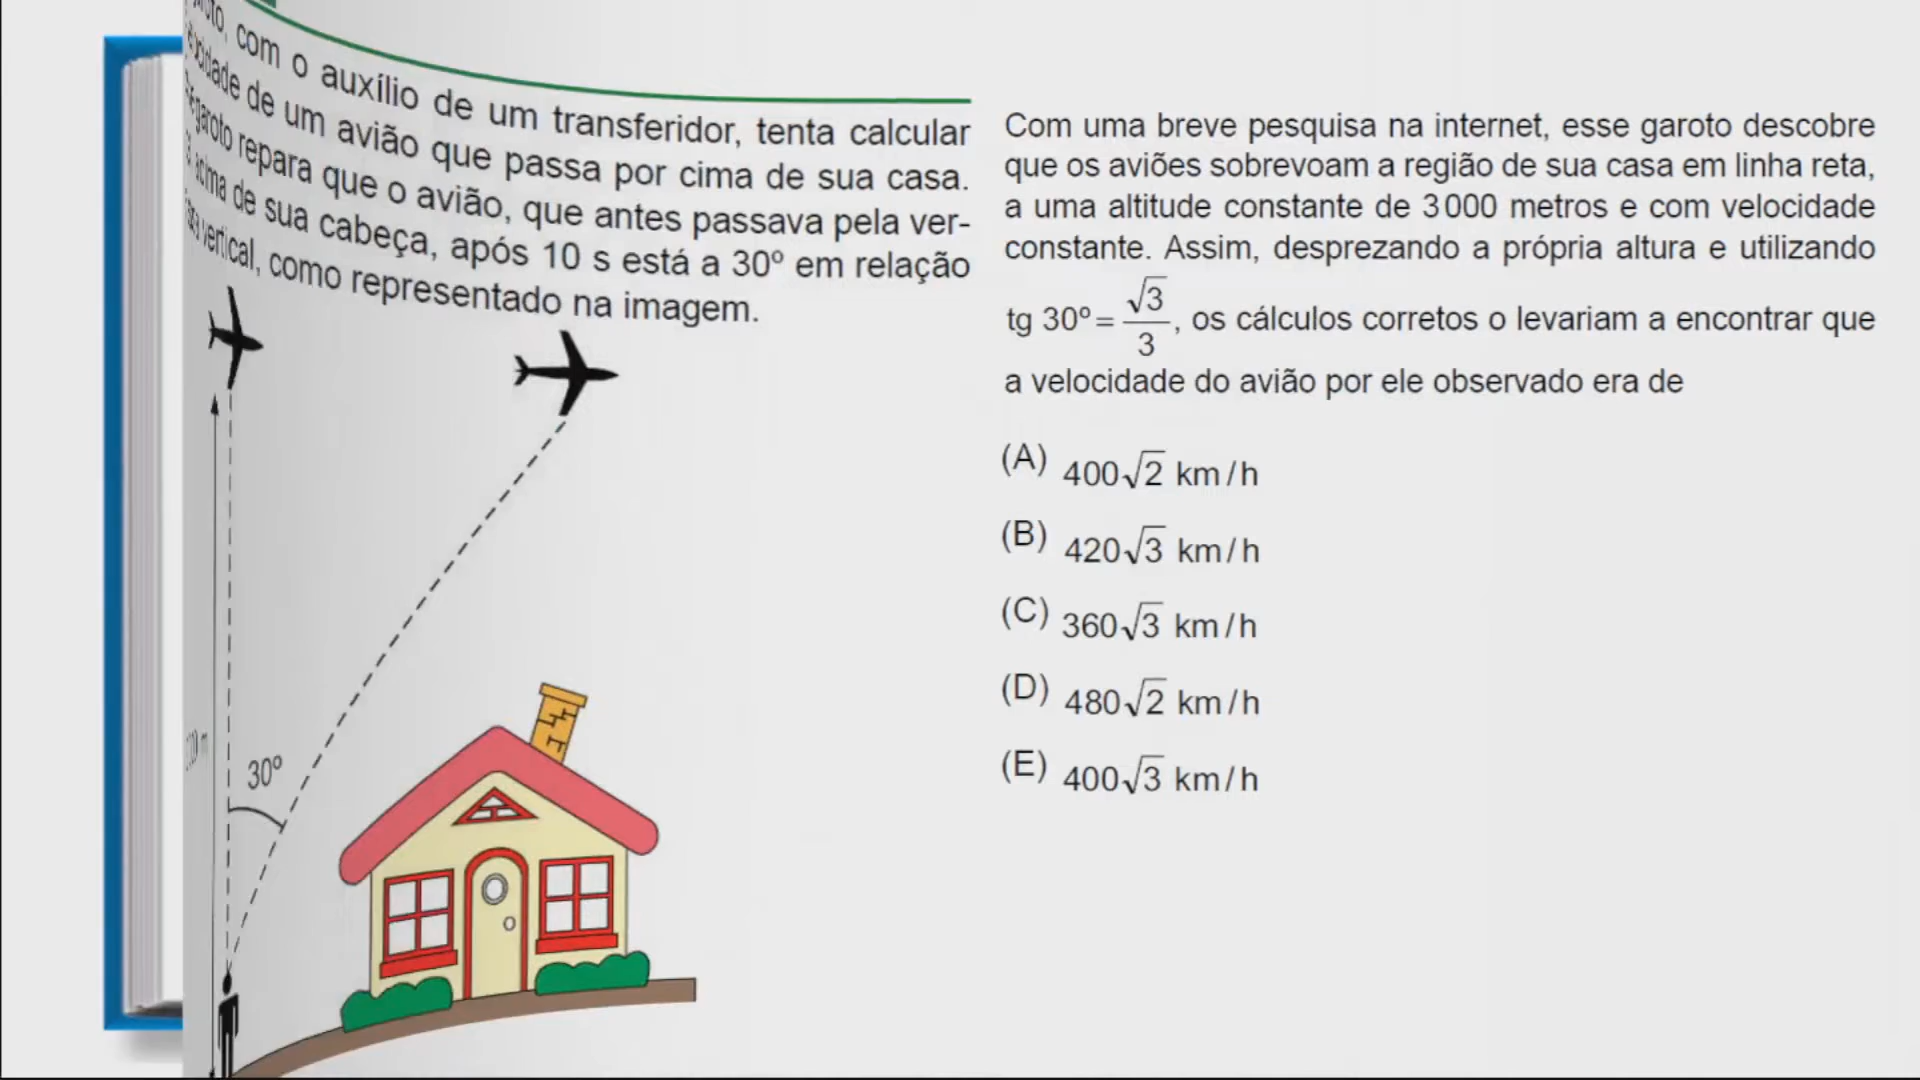 com o auxílio de um transferidor, tenta calcular
de um avião que passa por cima de sua casa.
garoto repara que o avião, que antes passava pela ver-
acima de sua cabeça, após 10 s está a 30º em relação
vertical, como representado na imagem.
30º
Com uma breve pesquisa na internet, esse garoto descobre
que os aviões sobrevoam a região de sua casa em linha reta,
a uma altitude constante de 3 000 metros e com velocidade
constante. Assim, desprezando a própria altura e utilizando
tg 30º = √3/3, os cálculos corretos o levariam a encontrar que
a velocidade do avião por ele observado era de
(A) 400√2 km/h
(B) 420√3 km/h
(C) 360√3 km/h
(D) 480√2 km/h
(E) 400√3 km/h